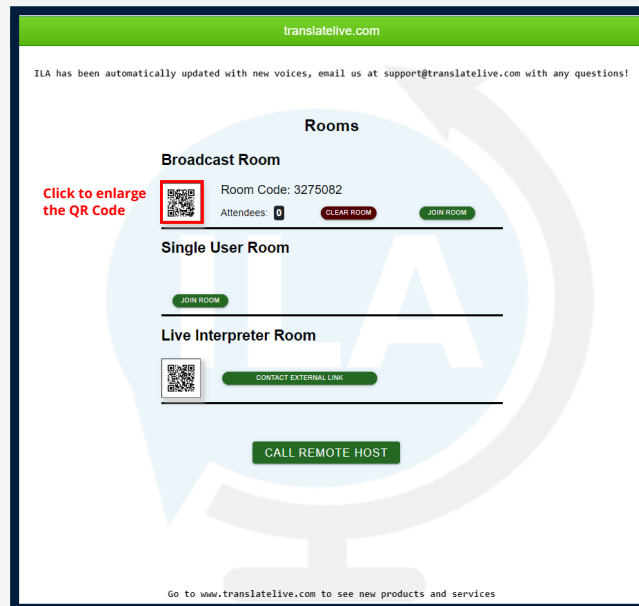 translatelive.com
ILA has been automatically updated with new voices, email us at support@translatelive.com with any questions!
Rooms
Broadcast Room
Click to enlarge
the QR Code
Room Code: 3275082
Attendees: 0 CLEAR ROOM JOIN ROOM
Single User Room
JOIN ROOM
Live Interpreter Room
CONTACT EXTERNAL LINK
CALL REMOTE HOST
ILA
Go to www.translatelive.com to see new products and services